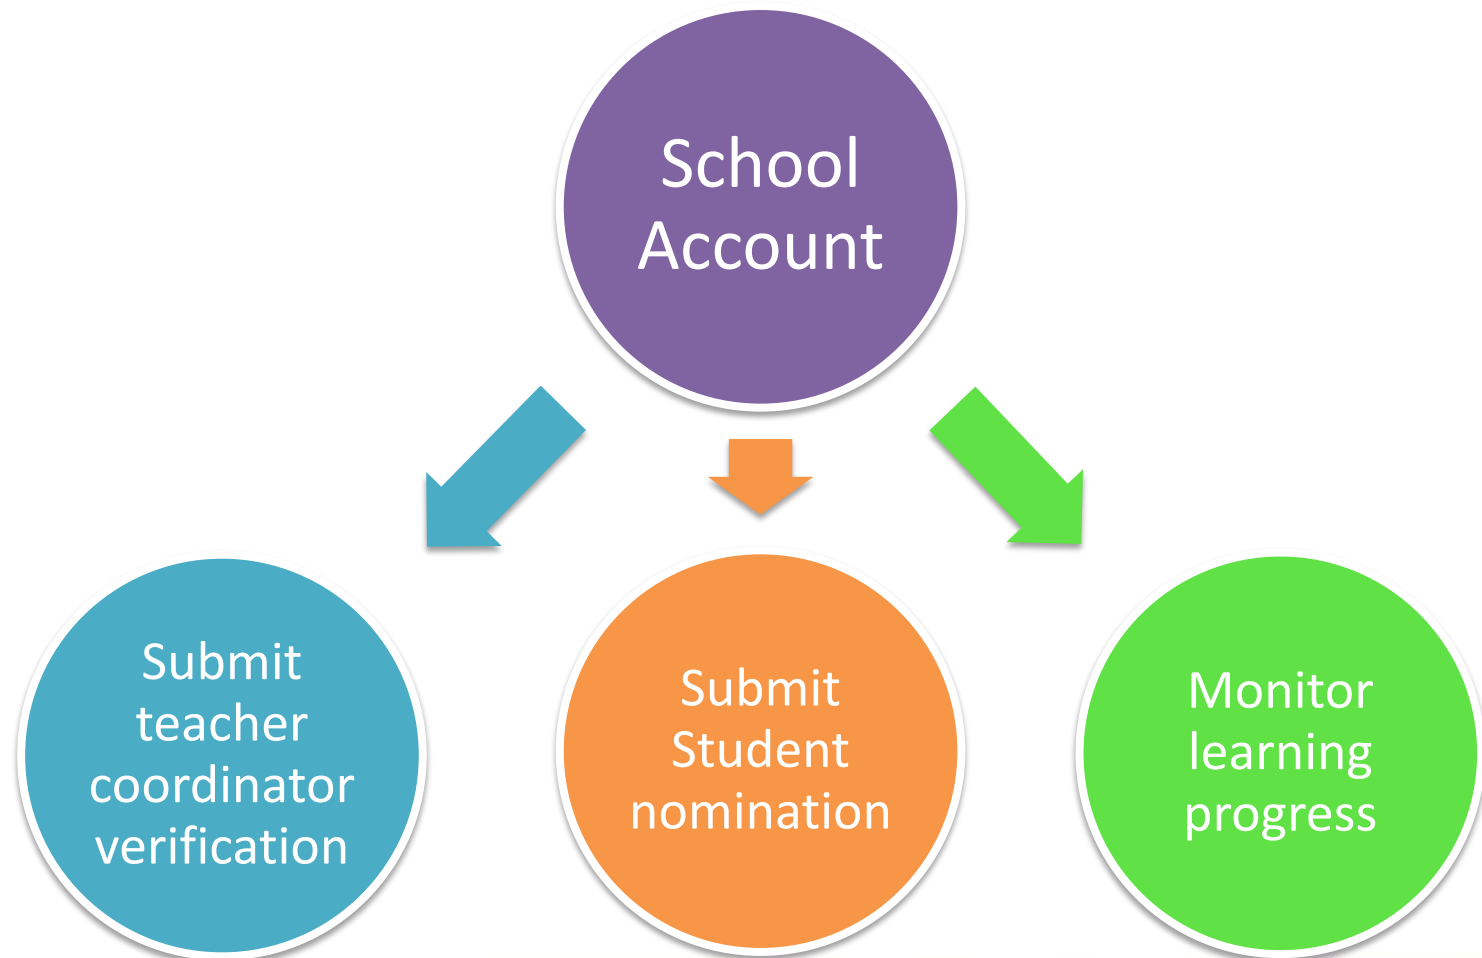 School
Account
Submit
teacher
coordinator
verification
Submit
Student
nomination
Monitor
learning
progress